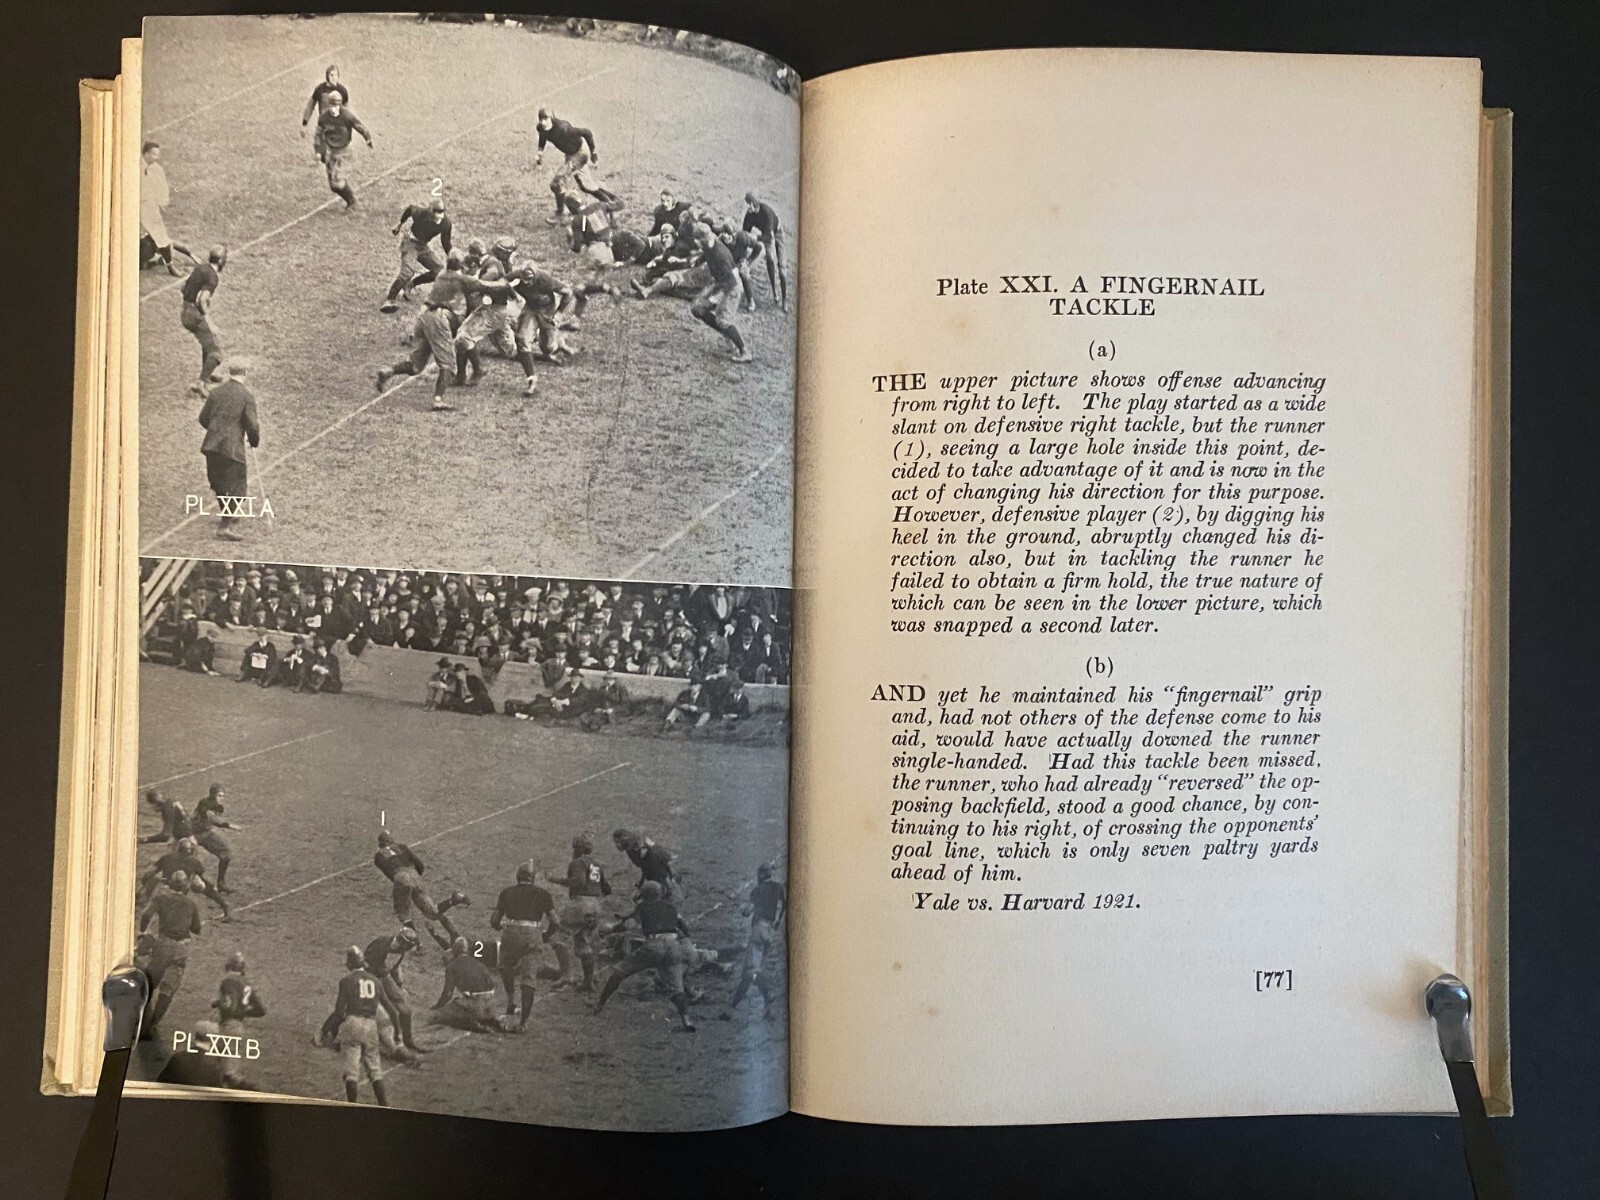 2
1
PL XXI A
1
25
2
10
2
PL XXI B
Plate XXI. A FINGERNAIL
TACKLE
(a)
THE upper picture shows offense advancing
from right to left. The play started as a wide
slant on defensive right tackle, but the runner
(1), seeing a large hole inside this point, de-
cided to take advantage of it and is now in the
act of changing his direction for this purpose.
However, defensive player (2), by digging his
heel in the ground, abruptly changed his di-
rection also, but in tackling the runner he
failed to obtain a firm hold, the true nature of
which can be seen in the lower picture, which
was snapped a second later.
(b)
AND yet he maintained his “fingernail” grip
and, had not others of the defense come to his
aid, would have actually downed the runner
single-handed. Had this tackle been missed,
the runner, who had already “reversed” the op-
posing backfield, stood a good chance, by con-
tinuing to his right, of crossing the opponents’
goal line, which is only seven paltry yards
ahead of him.
Yale vs. Harvard 1921.
[77]